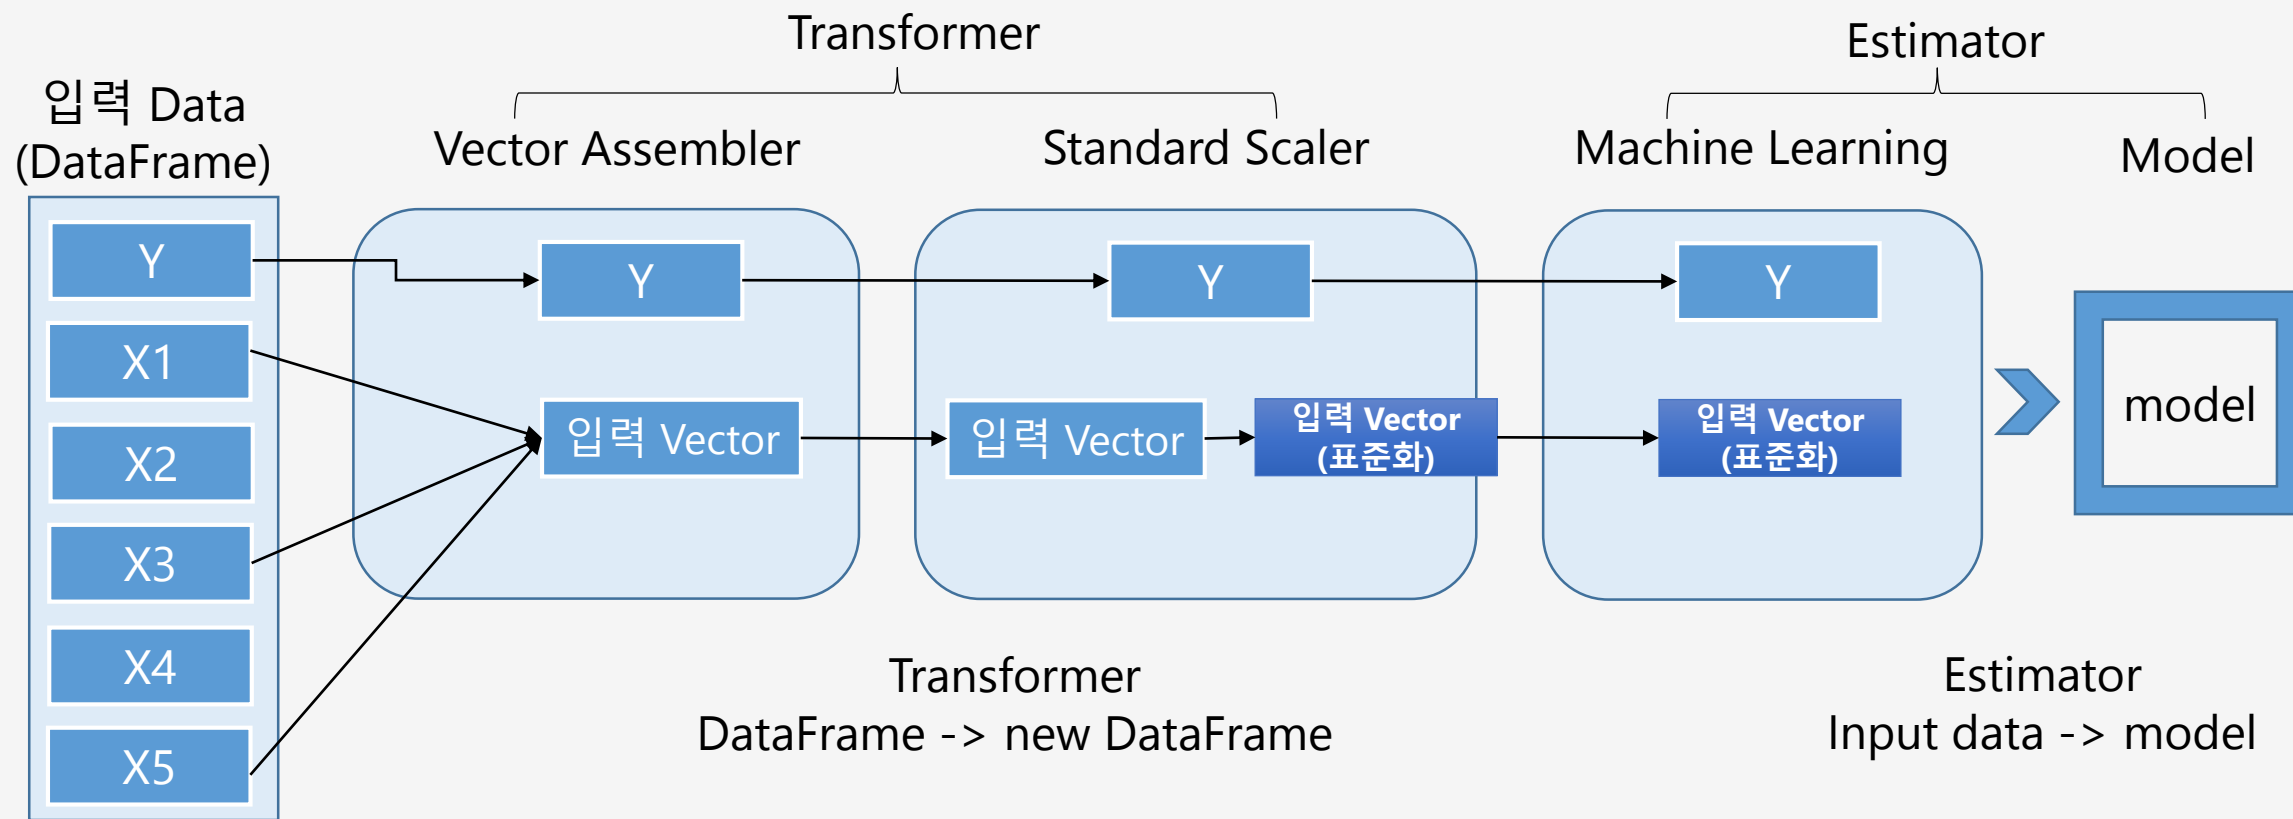 Transformer
Estimator
입력 Data
(DataFrame)
Vector Assembler
Standard Scaler
Machine Learning
Model
Y
X1
X2
X3
X4
X5
Y
입력 Vector
Y
입력 Vector
입력 Vector
(표준화)
Y
입력 Vector
(표준화)
model
Transformer
DataFrame -> new DataFrame
Estimator
Input data -> model